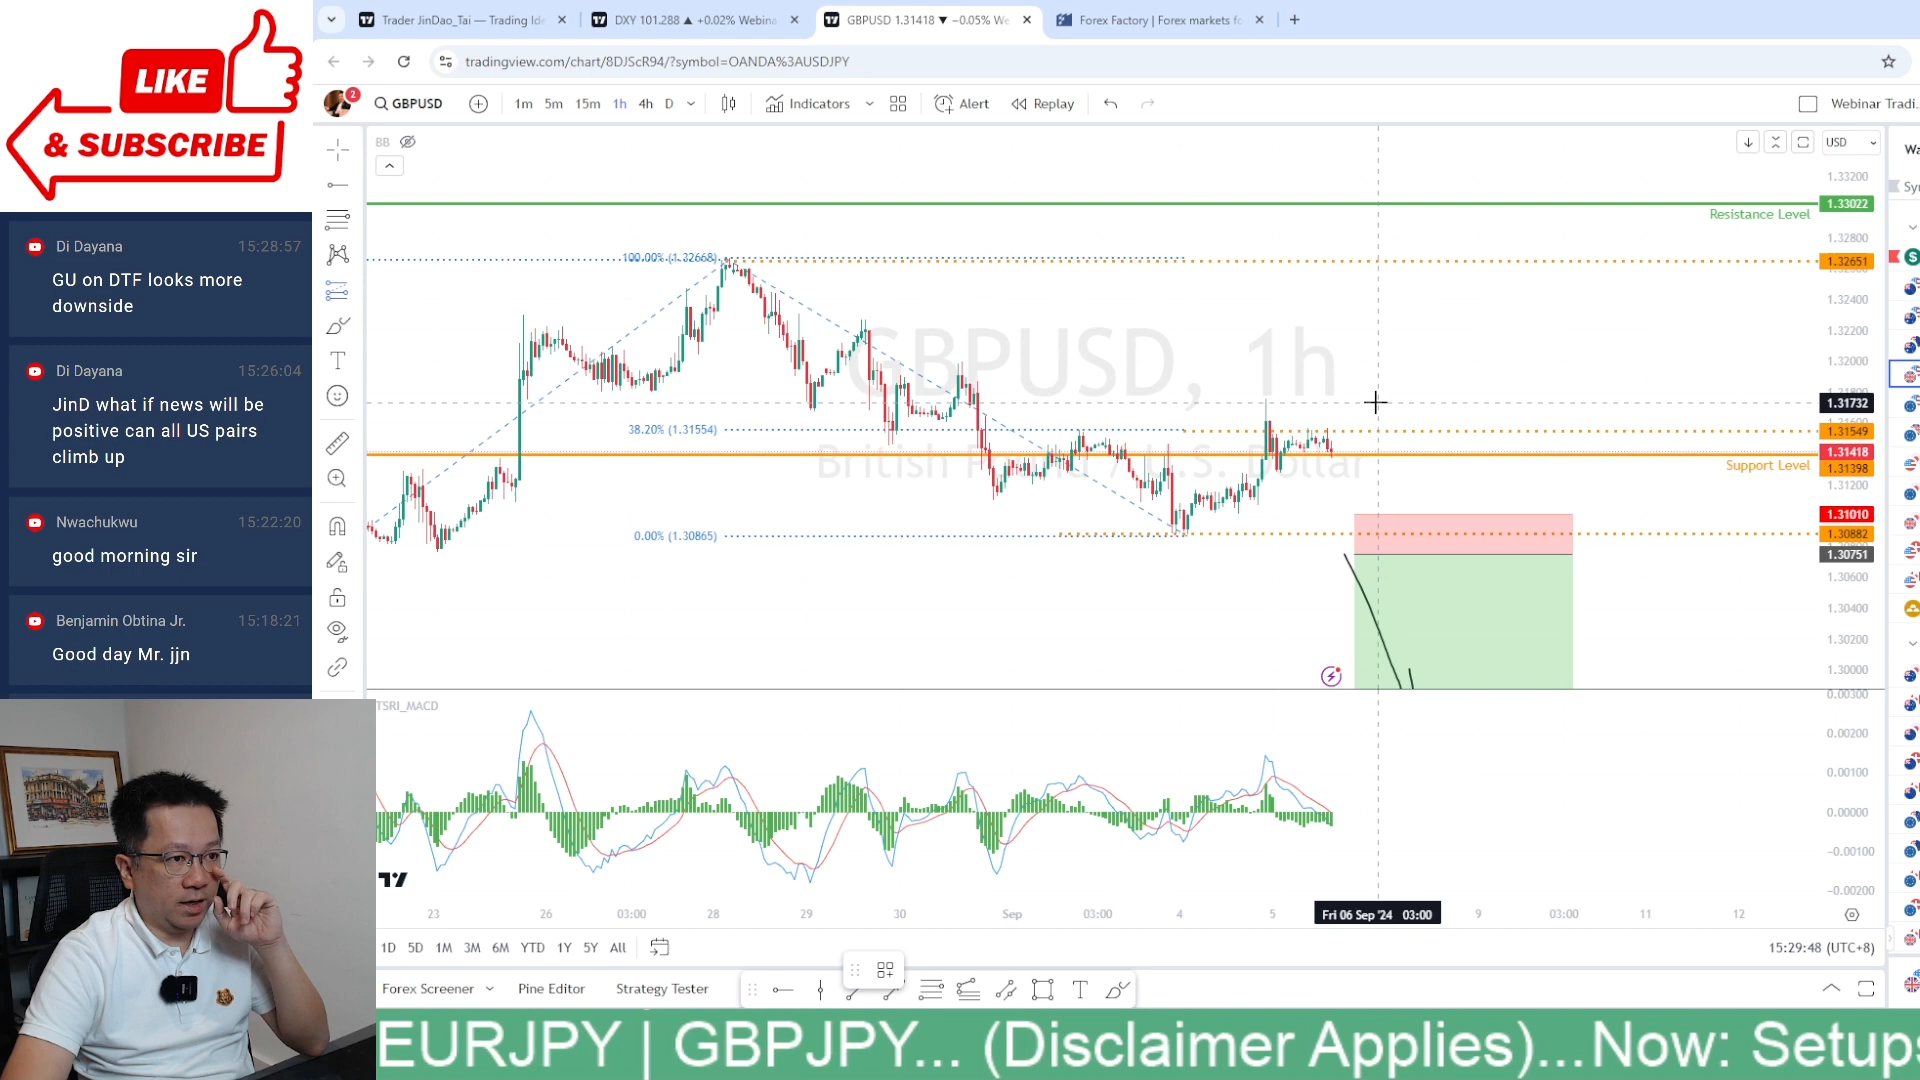 LIKE
& SUBSCRIBE
Di Dayana 15:28:57
GU on DTF looks more
downside
Di Dayana 15:26:04
JinD what if news will be
positive can all US pairs
climb up
Nwachukwu 15:22:20
good morning sir
Benjamin Obtina Jr. 15:18:21
Good day Mr. jjn
Trader JinDao_Tai — Trading Ide
DXY 101.288 ▲ +0.02% Webina
GBPUSD 1.31418 ▼ −0.05% We
Forex Factory | Forex markets fo
tradingview.com/chart/8DJScR94/?symbol=OANDA%3AUSDJPY
2
GBPUSD
1m 5m 15m 1h 4h D
Indicators
Alert
Replay
Webinar Tradi...
BB
USD
Wa
Sy
1.33200
1.33022
Resistance Level
1.32800
100.00% (1.32668)
1.32651
1.32400
1.32200
GBPUSD, 1h
1.32000
1.31732
38.20% (1.31554)
1.31549
British Pound / U.S. Dollar
1.31418
Support Level
1.31398
1.31200
1.31010
0.00% (1.30865)
1.30882
1.30751
1.30600
1.30400
1.30200
1.30000
TSRI_MACD
0.00300
0.00200
0.00100
0.00000
−0.00100
−0.00200
23 26 03:00 28 29 30 Sep 03:00 4 5 Fri 06 Sep '24 03:00 9 03:00 11 12
1D 5D 1M 3M 6M YTD 1Y 5Y All
15:29:48 (UTC+8)
Forex Screener Pine Editor Strategy Tester
EURJPY | GBPJPY... (Disclaimer Applies)...Now: Setups